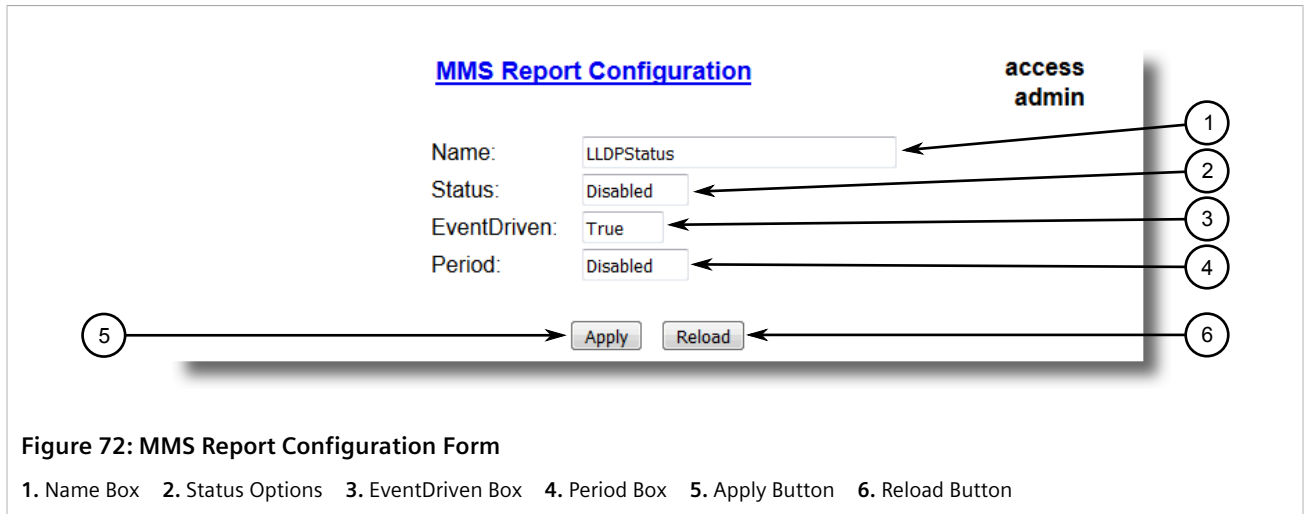 MMS Report Configuration
access
admin
Name: LLDPStatus 1
Status: Disabled 2
EventDriven: True 3
Period: Disabled 4
5 Apply Reload 6
Figure 72: MMS Report Configuration Form
1. Name Box 2. Status Options 3. EventDriven Box 4. Period Box 5. Apply Button 6. Reload Button